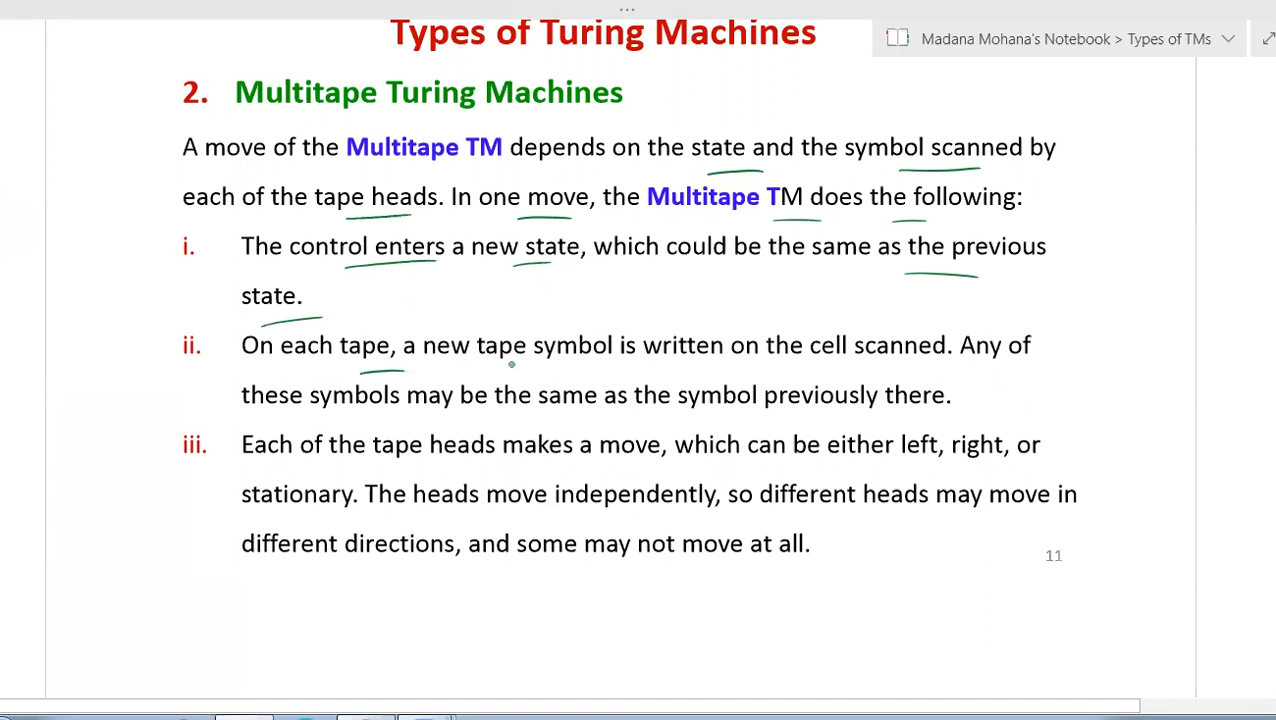 ...
Types of Turing Machines
Madana Mohana's Notebook > Types of TMs
2. Multitape Turing Machines
A move of the Multitape TM depends on the state and the symbol scanned by
each of the tape heads. In one move, the Multitape TM does the following:
i. The control enters a new state, which could be the same as the previous
state.
ii. On each tape, a new tape symbol is written on the cell scanned. Any of
these symbols may be the same as the symbol previously there.
iii. Each of the tape heads makes a move, which can be either left, right, or
stationary. The heads move independently, so different heads may move in
different directions, and some may not move at all.
11